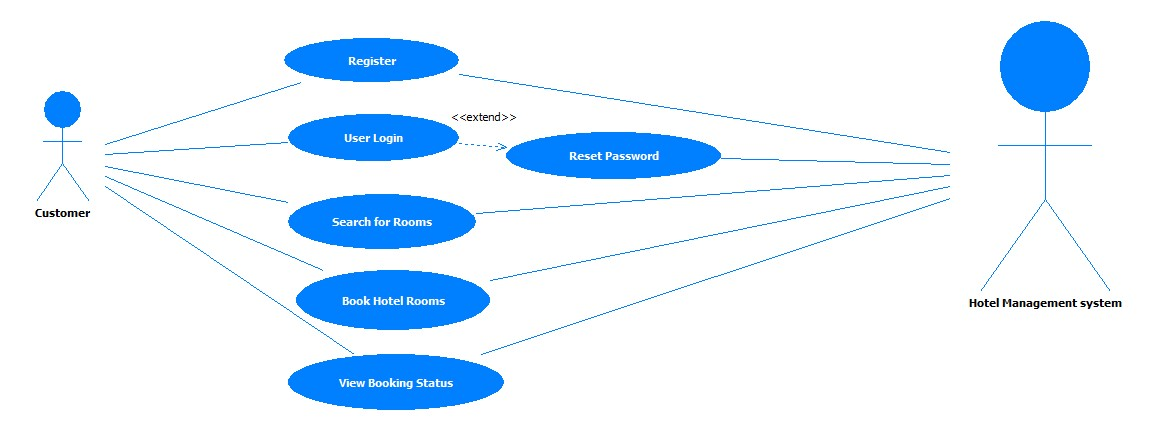 Register
<<extend>>
User Login
Reset Password
Customer
Search for Rooms
Book Hotel Rooms
Hotel Management system
View Booking Status